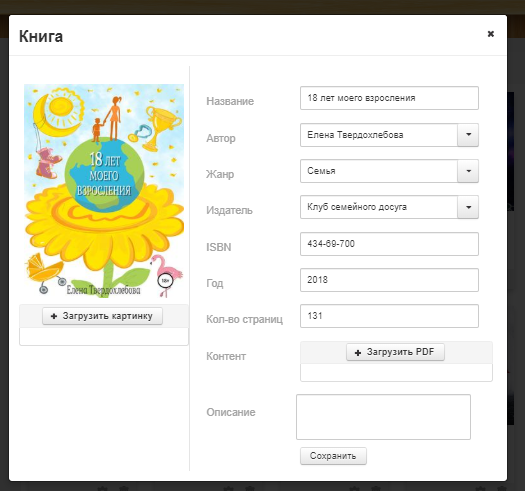 Книга
18 ЛЕТ
МОЕГО
ВЗРОСЛЕНИЯ
18+
Елена Твердохлебова
Загрузить картинку
Название 18 лет моего взросления
Автор Елена Твердохлебова
Жанр Семья
Издатель Клуб семейного досуга
ISBN 434-69-700
Год 2018
Кол-во страниц 131
Контент Загрузить PDF
Описание
Сохранить